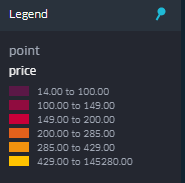 Legend
point
price
14.00 to 100.00
100.00 to 149.00
149.00 to 200.00
200.00 to 285.00
285.00 to 429.00
429.00 to 145280.00